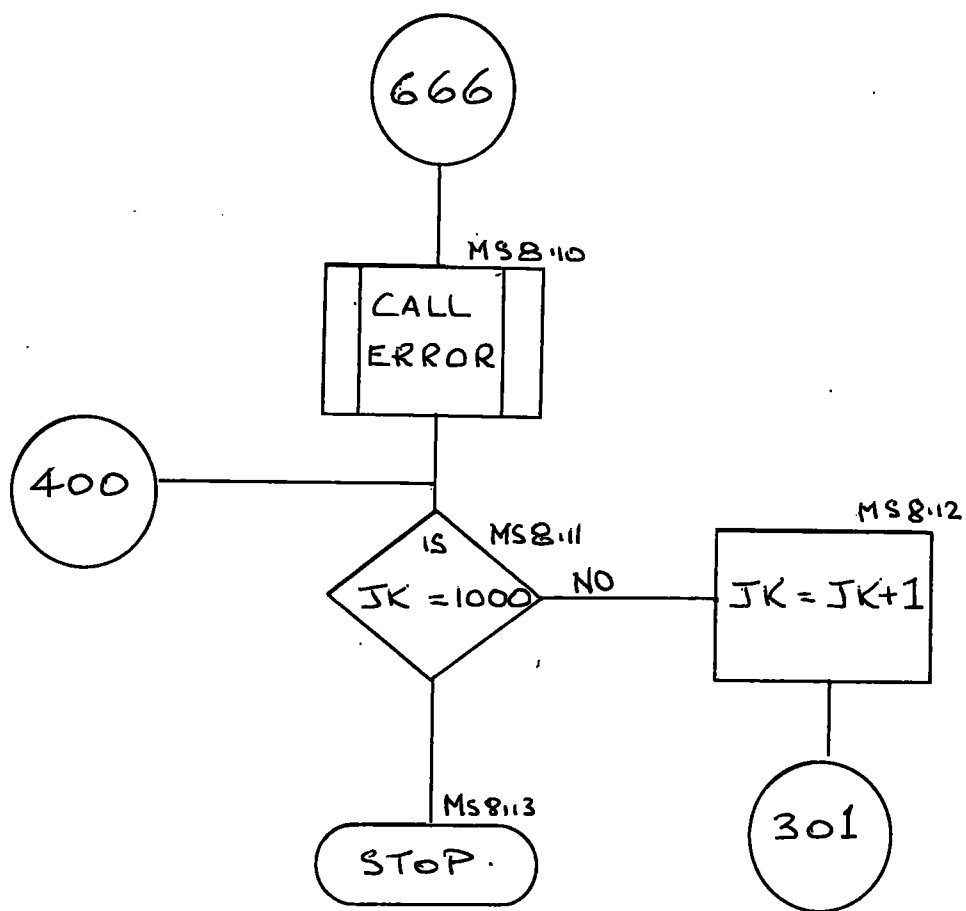 666
MS8.10
CALL
ERROR
400
IS
MS8.11
MS8.12
JK = 1000
NO
JK = JK+1
MS8.13
STOP.
301